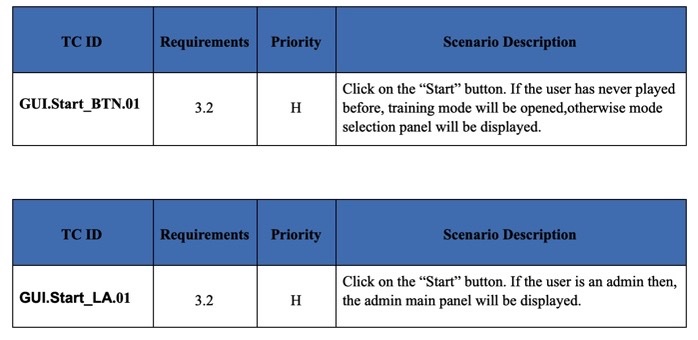 TC ID Requirements Priority Scenario Description
GUI.Start_BTN.01 3.2 H Click on the “Start” button. If the user has never played
before, training mode will be opened,otherwise mode
selection panel will be displayed.
TC ID Requirements Priority Scenario Description
GUI.Start_LA.01 3.2 H Click on the “Start” button. If the user is an admin then,
the admin main panel will be displayed.